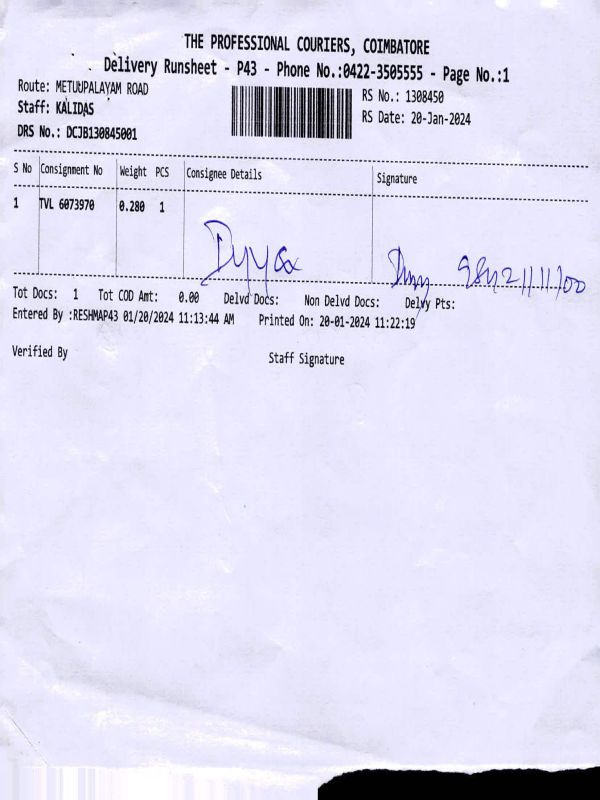 THE PROFESSIONAL COURIERS, COIMBATORE
Delivery Runsheet - P43 - Phone No.:0422-3505555 - Page No.:1
Route: METUUPALAYAM ROAD
RS No.: 1308450
Staff: KALIDAS
RS Date: 20-Jan-2024
DRS No.: DCJB130845001
S No Consignment No Weight PCS Consignee Details Signature
1 TVL 6073970 0.280 1
Tot Docs: 1 Tot COD Amt: 0.00 Delvd Docs: Non Delvd Docs: Delvy Pts:
Entered By :RESHMAP43 01/20/2024 11:13:44 AM Printed On: 20-01-2024 11:22:19
Verified By Staff Signature